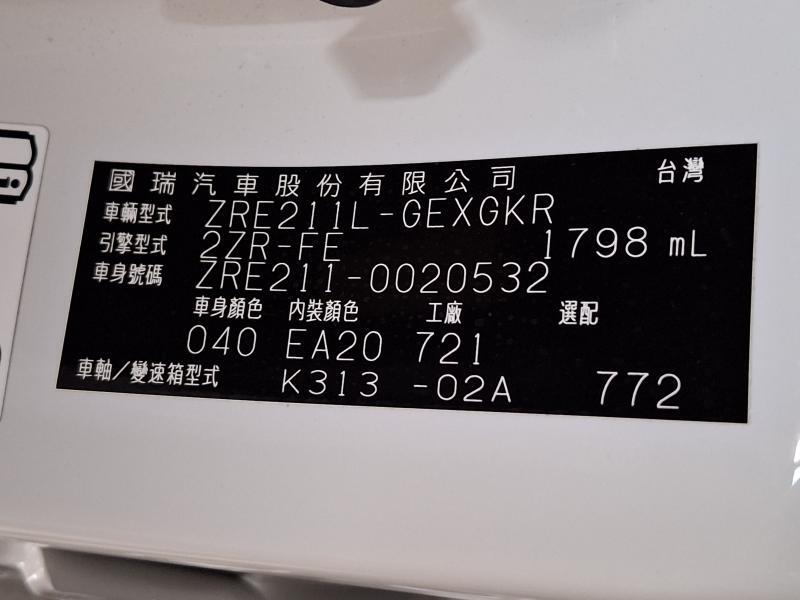 國瑞汽車股份有限公司 台灣
車輛型式 ZRE211L-GEXGKR
引擎型式 2ZR-FE 1798 mL
車身號碼 ZRE211-0020532
車身顏色 內裝顏色 工廠 選配
040 EA20 721
車軸/變速箱型式 K313 -02A 772